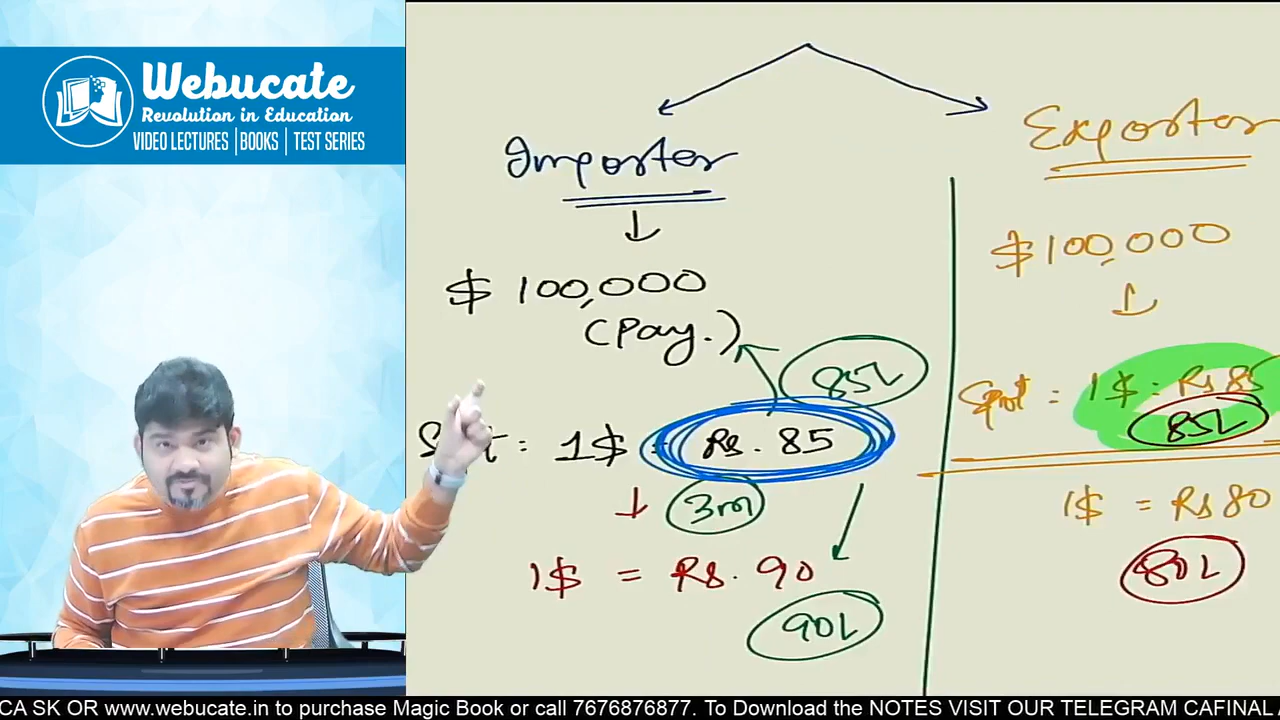 Webucate
Revolution in Education
VIDEO LECTURES | BOOKS | TEST SERIES
Importer
↓
$ 100,000
(Pay.)
85L
1$ = Rs. 85
↓ 3m
1$ = Rs. 90
90L
Exporter
$100,000
↓
Spot = 1$ = Rs 85
85L
1$ = Rs 80
80L
CA SK OR www.webucate.in to purchase Magic Book or call 7676876877. To Download the NOTES VISIT OUR TELEGRAM CAFINAL